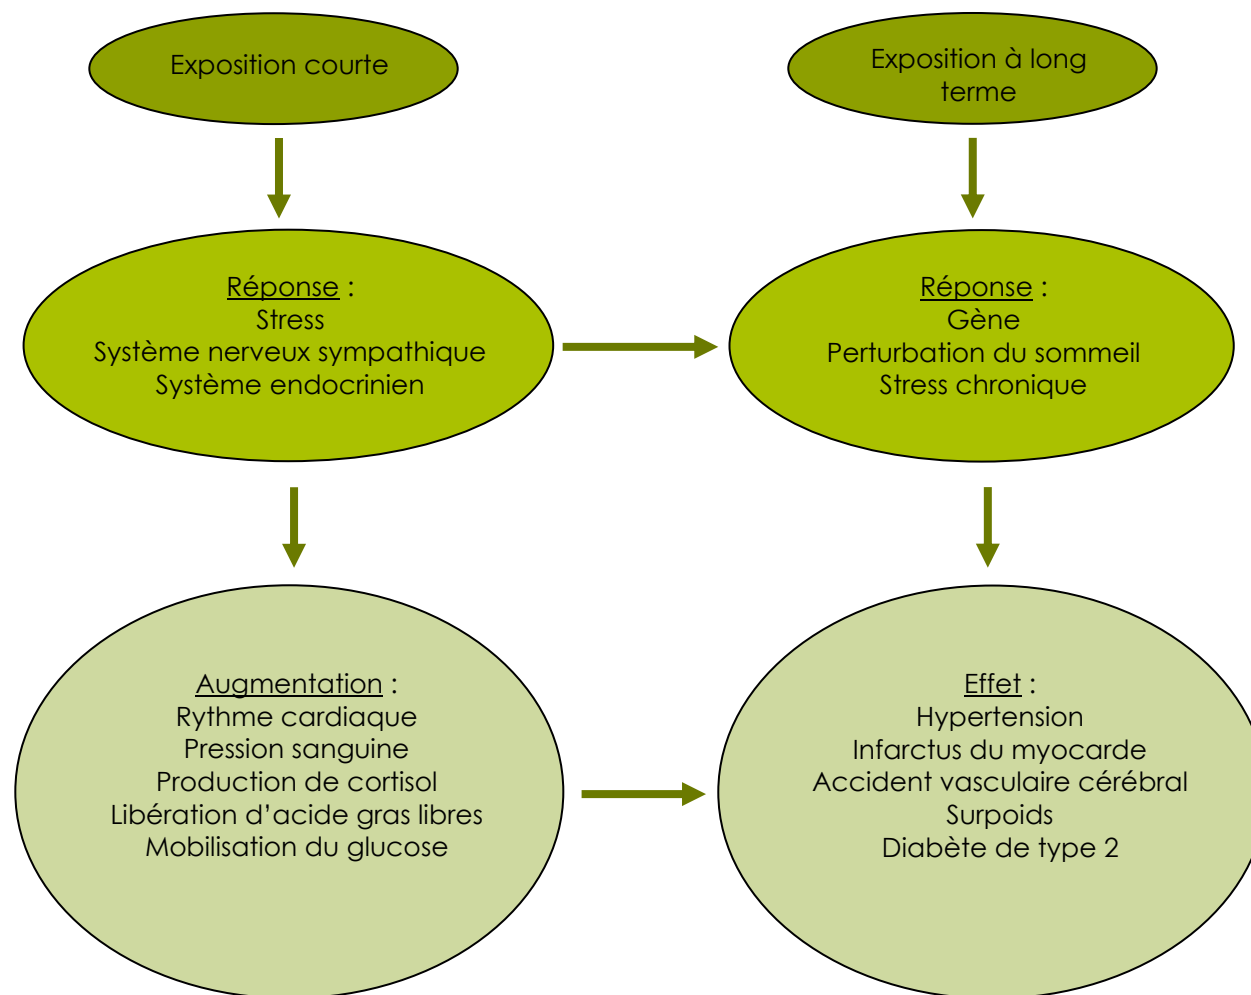 Exposition courte
Exposition à long
terme
Réponse :
Stress
Système nerveux sympathique
Système endocrinien
Réponse :
Gène
Perturbation du sommeil
Stress chronique
Augmentation :
Rythme cardiaque
Pression sanguine
Production de cortisol
Libération d’acide gras libres
Mobilisation du glucose
Effet :
Hypertension
Infarctus du myocarde
Accident vasculaire cérébral
Surpoids
Diabète de type 2